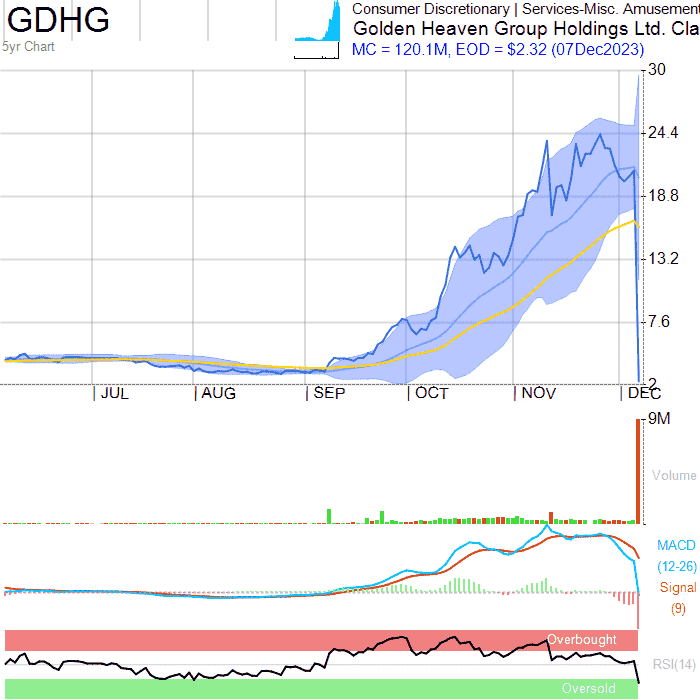 GDHG
5yr Chart
Consumer Discretionary | Services-Misc. Amusement
Golden Heaven Group Holdings Ltd. Cla
MC = 120.1M, EOD = $2.32 (07Dec2023)
30
24.4
18.8
13.2
7.6
2
JUL AUG SEP OCT NOV DEC
9M
Volume
MACD
(12-26)
Signal
(9)
Overbought
RSI(14)
Oversold